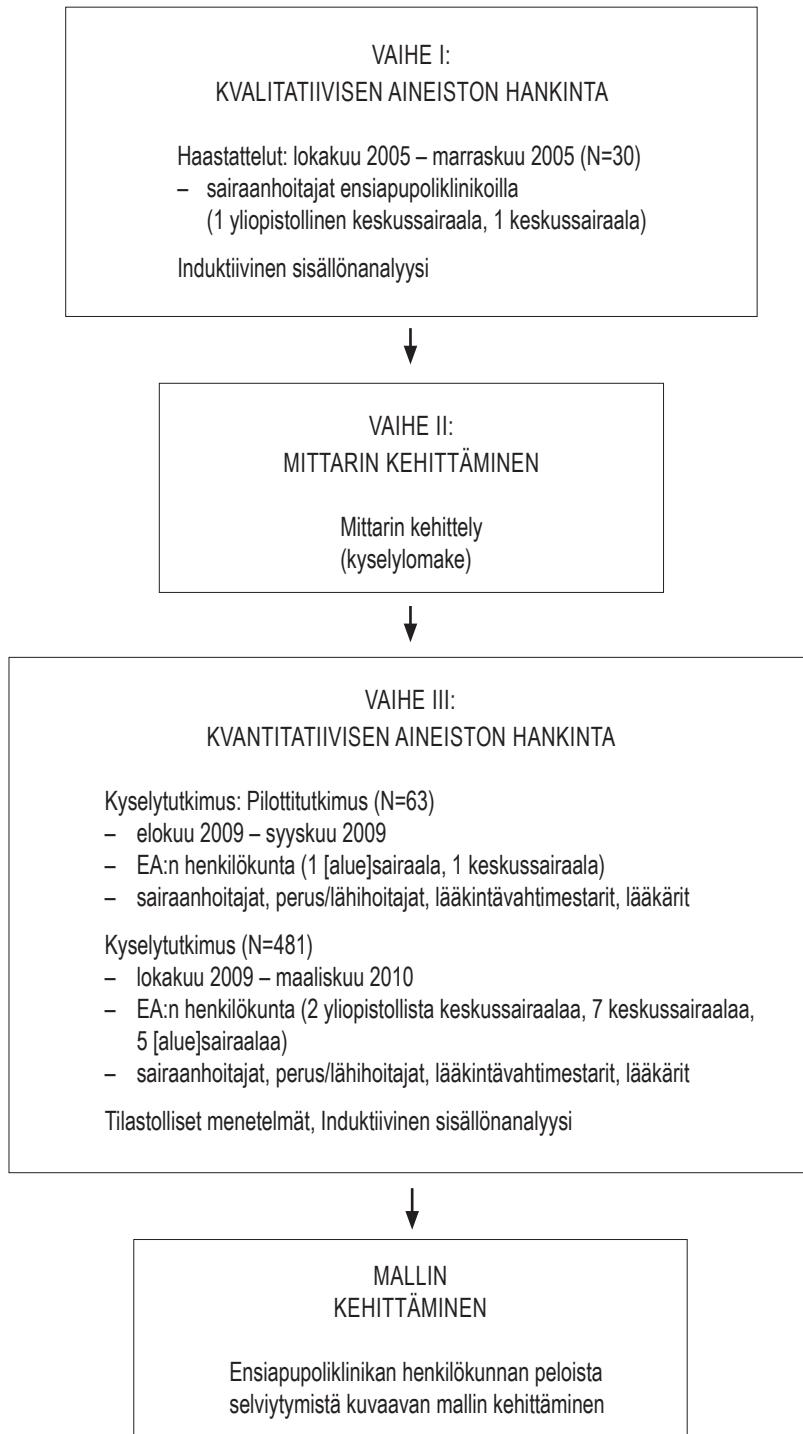 VAIHE I:
KVALITATIIVISEN AINEISTON HANKINTA
Haastattelut: lokakuu 2005 – marraskuu 2005 (N=30)
– sairaanhoitajat ensiapupoliklinikoilla
(1 yliopistollinen keskussairaala, 1 keskussairaala)
Induktiivinen sisällönanalyysi
VAIHE II:
MITTARIN KEHITTÄMINEN
Mittarin kehittely
(kyselylomake)
VAIHE III:
KVANTITATIIVISEN AINEISTON HANKINTA
Kyselytutkimus: Pilottitutkimus (N=63)
– elokuu 2009 – syyskuu 2009
– EA:n henkilökunta (1 [alue]sairaala, 1 keskussairaala)
– sairaanhoitajat, perus/lähihoitajat, lääkintävahtimestarit, lääkärit
Kyselytutkimus (N=481)
– lokakuu 2009 – maaliskuu 2010
– EA:n henkilökunta (2 yliopistollista keskussairaalaa, 7 keskussairaalaa,
5 [alue]sairaalaa)
– sairaanhoitajat, perus/lähihoitajat, lääkintävahtimestarit, lääkärit
Tilastolliset menetelmät, Induktiivinen sisällönanalyysi
MALLIN
KEHITTÄMINEN
Ensiapupoliklinikan henkilökunnan peloista
selviytymistä kuvaavan mallin kehittäminen